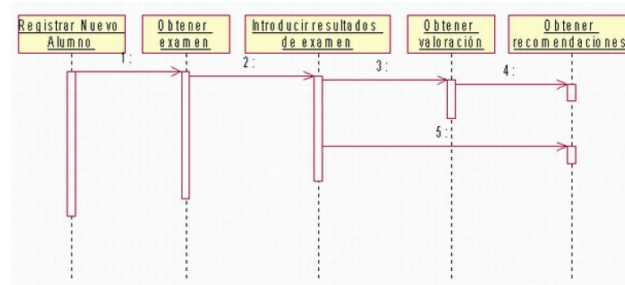 Registrar Nuevo
Alumno
Obtener
examen
Introducir resultados
de examen
Obtener
valoración
Obtener
recomendaciones
1 :
2 :
3 :
4 :
5 :